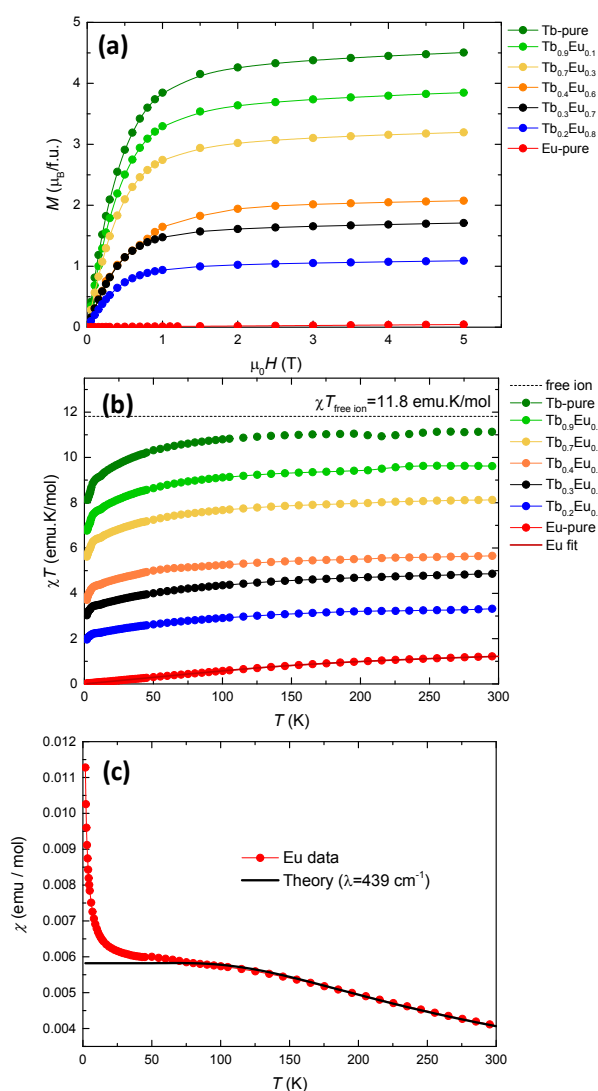 (a)
M (μB/f.u.)
5
4
3
2
1
0
0 1 2 3 4 5
μ0H (T)
Tb-pure
Tb0.9Eu0.1
Tb0.7Eu0.3
Tb0.4Eu0.6
Tb0.3Eu0.7
Tb0.2Eu0.8
Eu-pure
(b)
χT free ion=11.8 emu.K/mol
χT (emu.K/mol)
12
10
8
6
4
2
0
0 50 100 150 200 250 300
T (K)
free ion
Tb-pure
Tb0.9Eu0.
Tb0.7Eu0.
Tb0.4Eu0.
Tb0.3Eu0.
Tb0.2Eu0.
Eu-pure
Eu fit
(c)
χ (emu / mol)
0.012
0.011
0.010
0.009
0.008
0.007
0.006
0.005
0.004
Eu data
Theory (λ=439 cm-1)
0 50 100 150 200 250 300
T (K)